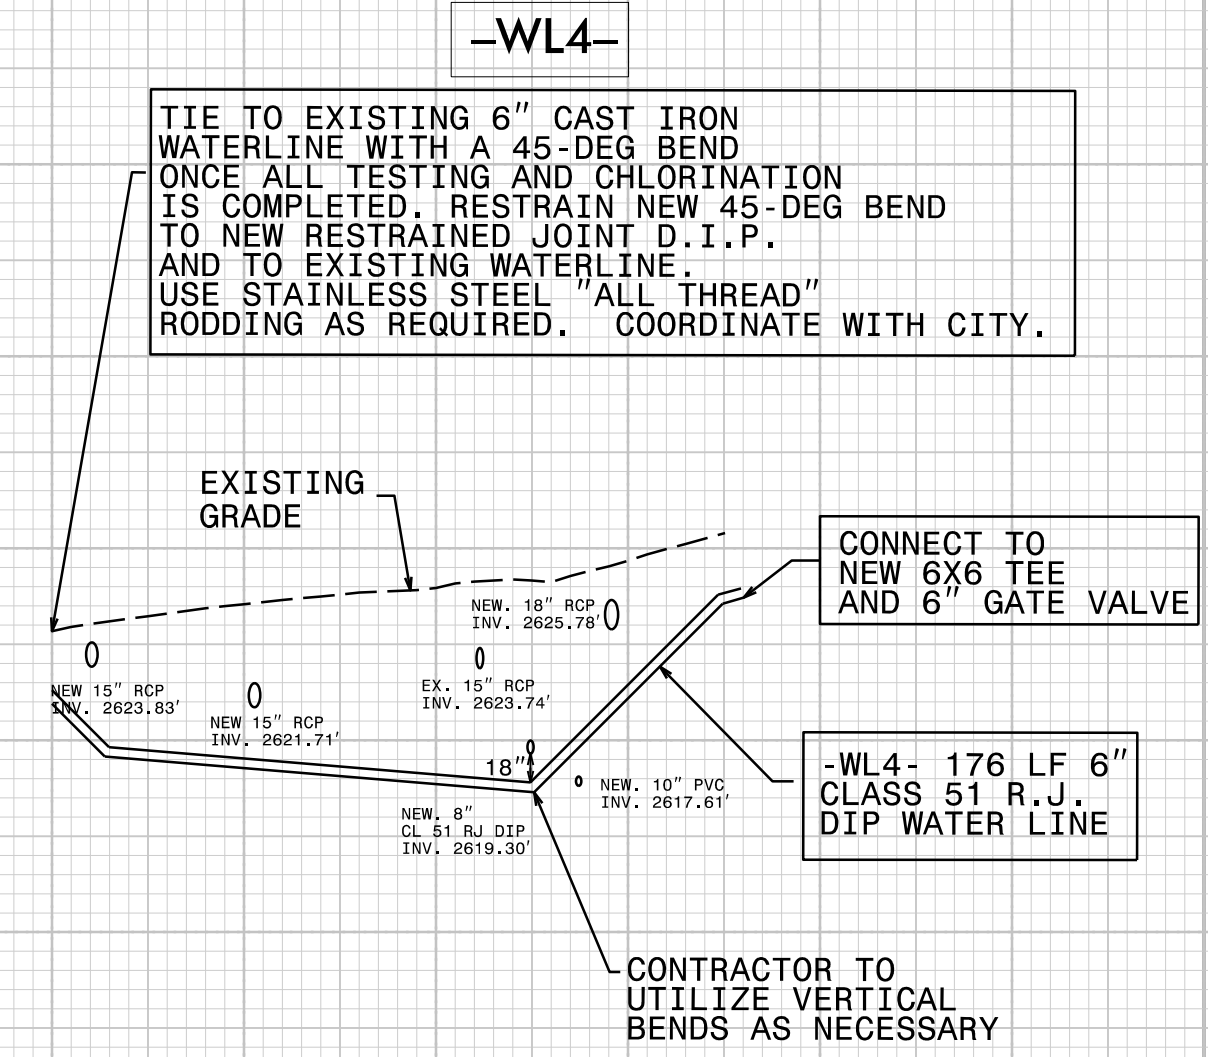 -WL4-
TIE TO EXISTING 6" CAST IRON
WATERLINE WITH A 45-DEG BEND
ONCE ALL TESTING AND CHLORINATION
IS COMPLETED. RESTRAIN NEW 45-DEG BEND
TO NEW RESTRAINED JOINT D.I.P.
AND TO EXISTING WATERLINE.
USE STAINLESS STEEL "ALL THREAD"
RODDING AS REQUIRED. COORDINATE WITH CITY.
EXISTING
GRADE
CONNECT TO
NEW 6X6 TEE
AND 6" GATE VALVE
NEW. 18" RCP
INV. 2625.78'
NEW 15" RCP
INV. 2623.83'
EX. 15" RCP
INV. 2623.74'
NEW 15" RCP
INV. 2621.71'
18"
NEW. 10" PVC
INV. 2617.61'
-WL4- 176 LF 6"
CLASS 51 R.J.
DIP WATER LINE
NEW. 8"
CL 51 RJ DIP
INV. 2619.30'
CONTRACTOR TO
UTILIZE VERTICAL
BENDS AS NECESSARY